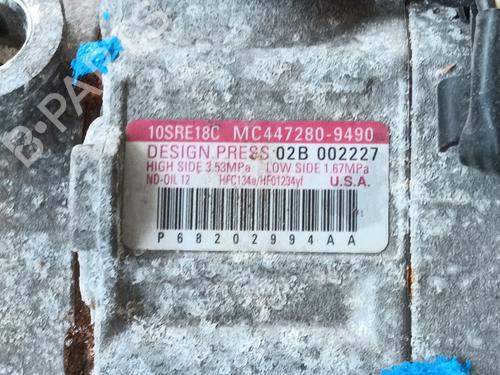 B-PARTS
10SRE18C MC447280-9490
DESIGN.PRESS 02B 002227
HIGH SIDE 3.53MPa LOW SIDE 1.67MPa
ND-OIL 12 HFC134a/HFO1234yf U.S.A.
P68202994AA